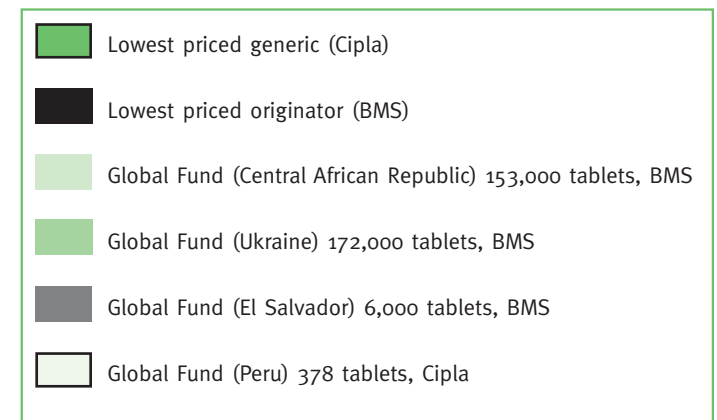 Lowest priced generic (Cipla)
Lowest priced originator (BMS)
Global Fund (Central African Republic) 153,000 tablets, BMS
Global Fund (Ukraine) 172,000 tablets, BMS
Global Fund (El Salvador) 6,000 tablets, BMS
Global Fund (Peru) 378 tablets, Cipla